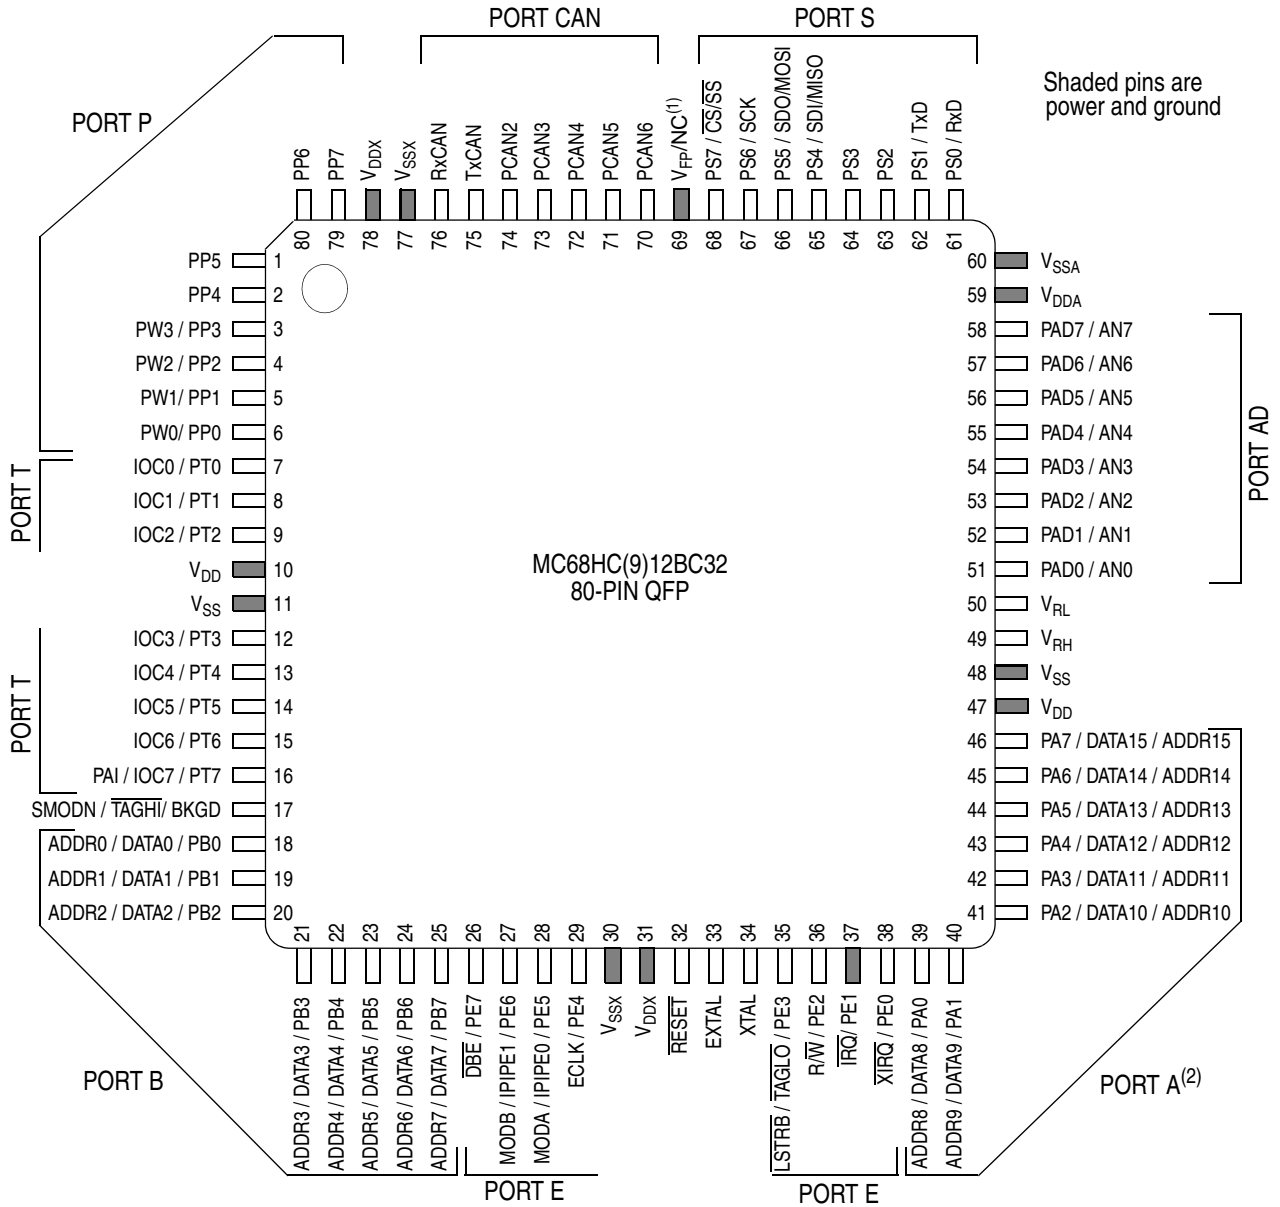 PORT CAN
PORT S
Shaded pins are
power and ground
PORT P
PP6
PP7
VDDX
VSSX
RxCAN
TxCAN
PCAN2
PCAN3
PCAN4
PCAN5
PCAN6
VFP/NC(1)
PS7 / CS/SS
PS6 / SCK
PS5 / SDO/MOSI
PS4 / SDI/MISO
PS3
PS2
PS1 / TxD
PS0 / RxD
80
79
78
77
76
75
74
73
72
71
70
69
68
67
66
65
64
63
62
61
PP5 1
PP4 2
PW3 / PP3 3
PW2 / PP2 4
PW1/ PP1 5
PW0/ PP0 6
PORT T
IOC0 / PT0 7
IOC1 / PT1 8
IOC2 / PT2 9
VDD 10
VSS 11
PORT T
IOC3 / PT3 12
IOC4 / PT4 13
IOC5 / PT5 14
IOC6 / PT6 15
PAI / IOC7 / PT7 16
SMODN / TAGHI/ BKGD 17
ADDR0 / DATA0 / PB0 18
ADDR1 / DATA1 / PB1 19
ADDR2 / DATA2 / PB2 20
MC68HC(9)12BC32
80-PIN QFP
60 VSSA
59 VDDA
58 PAD7 / AN7
57 PAD6 / AN6
56 PAD5 / AN5
55 PAD4 / AN4
54 PAD3 / AN3
53 PAD2 / AN2
52 PAD1 / AN1
51 PAD0 / AN0
PORT AD
50 VRL
49 VRH
48 VSS
47 VDD
46 PA7 / DATA15 / ADDR15
45 PA6 / DATA14 / ADDR14
44 PA5 / DATA13 / ADDR13
43 PA4 / DATA12 / ADDR12
42 PA3 / DATA11 / ADDR11
41 PA2 / DATA10 / ADDR10
21
22
23
24
25
26
27
28
29
30
31
32
33
34
35
36
37
38
39
40
ADDR3 / DATA3 / PB3
ADDR4 / DATA4 / PB4
ADDR5 / DATA5 / PB5
ADDR6 / DATA6 / PB6
ADDR7 / DATA7 / PB7
DBE / PE7
MODB / IPIPE1 / PE6
MODA / IPIPE0 / PE5
ECLK / PE4
VSSX
VDDX
RESET
EXTAL
XTAL
LSTRB / TAGLO / PE3
R/W / PE2
IRQ/ PE1
XIRQ / PE0
ADDR8 / DATA8 / PA0
ADDR9 / DATA9 / PA1
PORT B
PORT A(2)
PORT E
PORT E